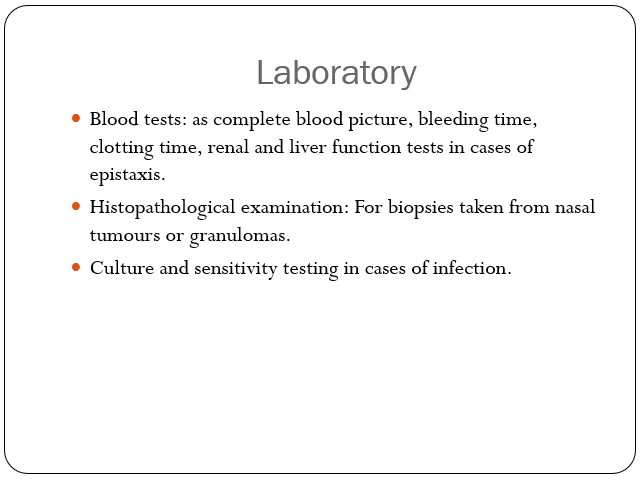 Laboratory
Blood tests: as complete blood picture, bleeding time,
clotting time, renal and liver function tests in cases of
epistaxis.
Histopathological examination: For biopsies taken from nasal
tumours or granulomas.
Culture and sensitivity testing in cases of infection.